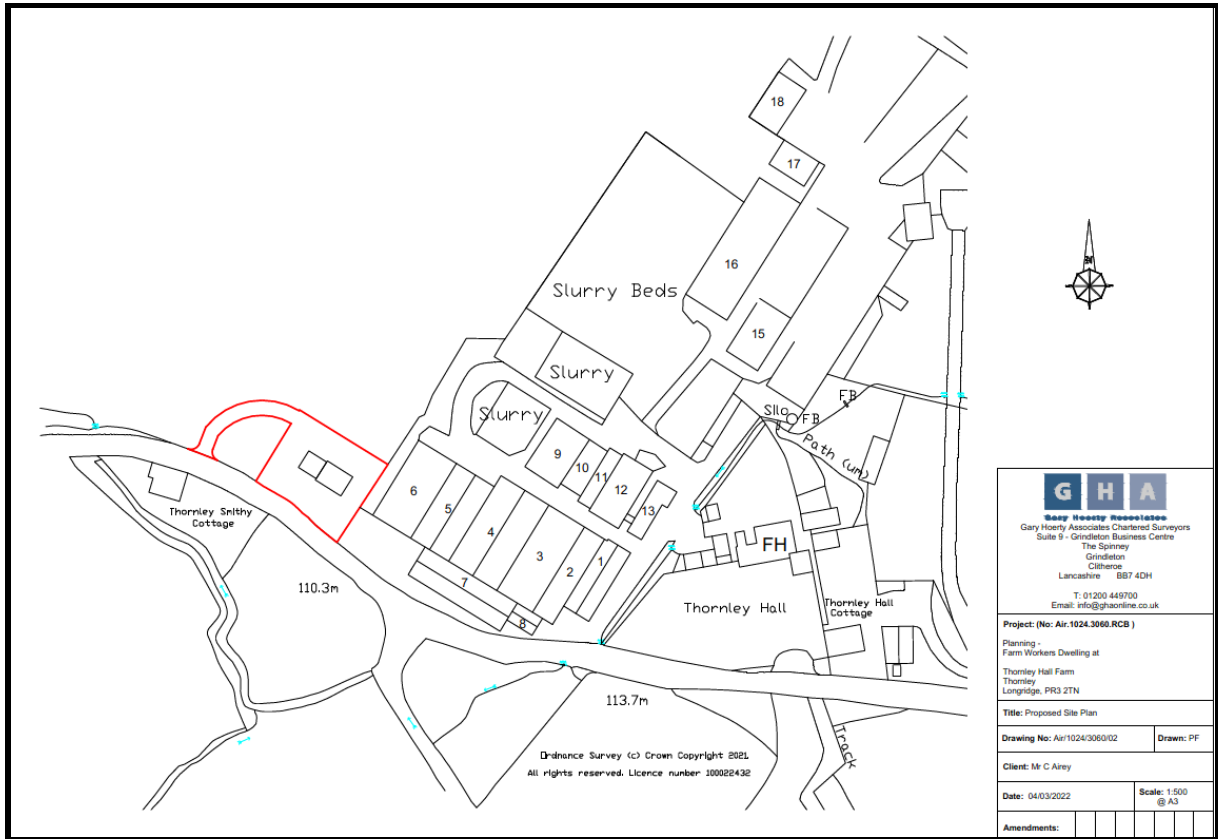 18
17
16
Slurry Beds
15
Slurry
Slurry
FB
Silo
FB
Path (um)
9
10
11
12
13
6
5
4
3
2
1
7
8
Thornley Smithy
Cottage
110.3m
FH
Thornley Hall
Thornley Hall
Cottage
113.7m
Track
Ordnance Survey (c) Crown Copyright 2021.
All rights reserved. Licence number 100022432
N
G H A
Gary Hoerty Associates
Gary Hoerty Associates Chartered Surveyors
Suite 9 - Grindleton Business Centre
The Spinney
Grindleton
Clitheroe
Lancashire BB7 4DH
T: 01200 449700
Email: info@ghaonline.co.uk
Project: (No: Air.1024.3060.RCB )
Planning -
Farm Workers Dwelling at
Thornley Hall Farm
Thornley
Longridge, PR3 2TN
Title: Proposed Site Plan
Drawing No: Air/1024/3060/02
Drawn: PF
Client: Mr C Airey
Date: 04/03/2022
Scale: 1:500
@ A3
Amendments: